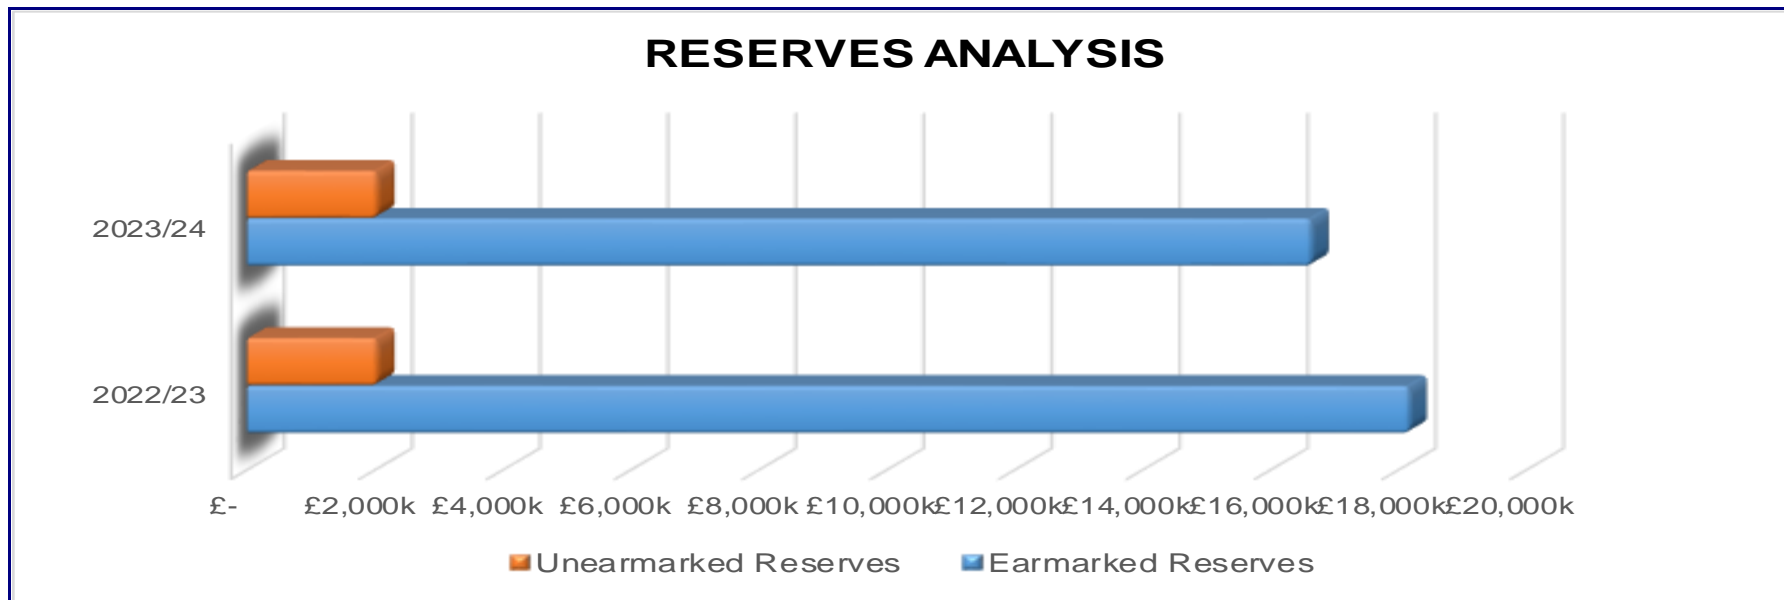 RESERVES ANALYSIS
2023/24
2022/23
£- £2,000k £4,000k £6,000k £8,000k £10,000k £12,000k £14,000k £16,000k £18,000k £20,000k
Unearmarked Reserves Earmarked Reserves